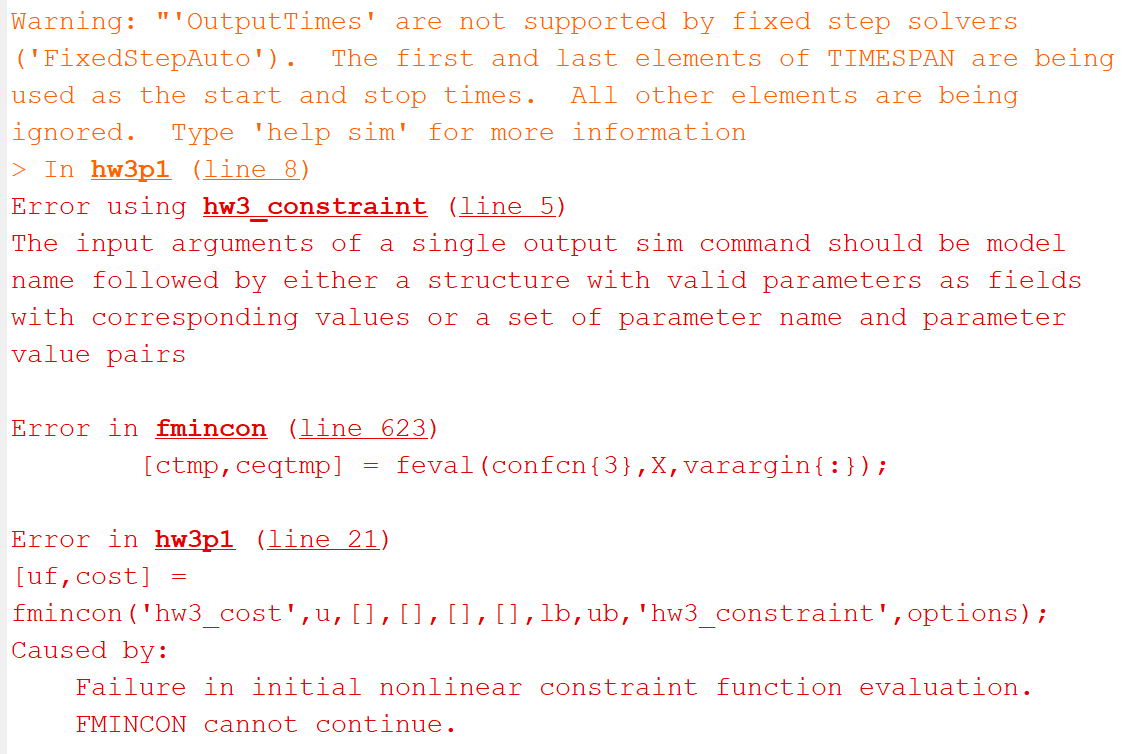 Warning: "'OutputTimes' are not supported by fixed step solvers
('FixedStepAuto').  The first and last elements of TIMESPAN are being
used as the start and stop times.  All other elements are being
ignored.  Type 'help sim' for more information
> In hw3p1 (line 8)
Error using hw3_constraint (line 5)
The input arguments of a single output sim command should be model
name followed by either a structure with valid parameters as fields
with corresponding values or a set of parameter name and parameter
value pairs
Error in fmincon (line 623)
        [ctmp,ceqtmp] = feval(confcn{3},X,varargin{:});
Error in hw3p1 (line 21)
[uf,cost] =
fmincon('hw3_cost',u,[],[],[],[],lb,ub,'hw3_constraint',options);
Caused by:
    Failure in initial nonlinear constraint function evaluation.
    FMINCON cannot continue.